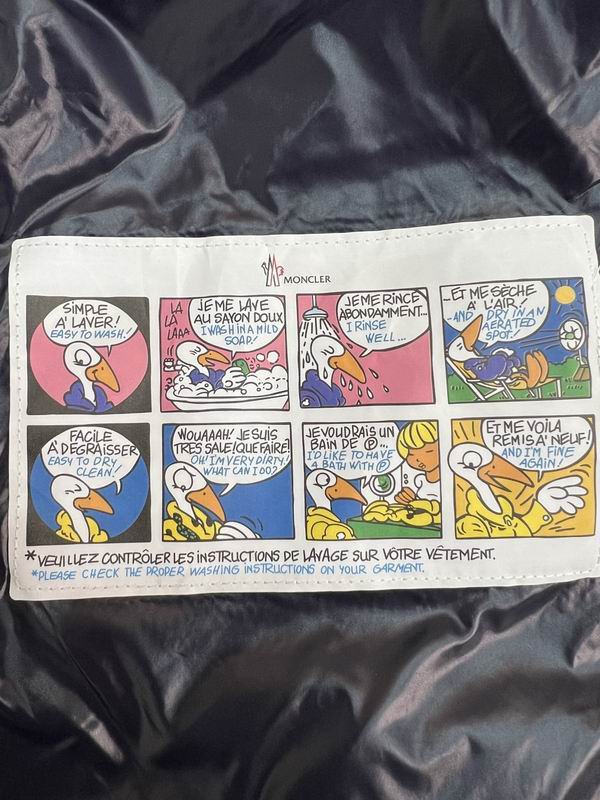 MONCLER
SIMPLE
A' LAVER!
EASY TO WASH!
LA
LA
LAAA
JE ME LAVE
AU SAVON DOUX
I WASH IN A MILD
SOAP!
JE ME RINCE
ABONDAMMENT...
I RINSE
WELL...
...ET ME SÈCHE
A' L'AIR!
...AND DRY IN AN
AERATED
SPOT!
FACILE
A' DEGRAISSER
EASY TO DRY
CLEAN!
WOUAAAH! JE SUIS
TRES SALE! QUE FAIRE!
OH! I'M VERY DIRTY!
WHAT CAN I DO?
JE VOUDRAIS UN
BAIN DE Ⓟ...
I'D LIKE TO HAVE
A BATH WITH Ⓟ
ET ME VOILA
REMIS A' NEUF!
AND I'M FINE
AGAIN!
*VEUILLEZ CONTRÔLER LES INSTRUCTIONS DE LAVAGE SUR VÔTRE VÊTEMENT.
*PLEASE CHECK THE PROPER WASHING INSTRUCTIONS ON YOUR GARMENT.